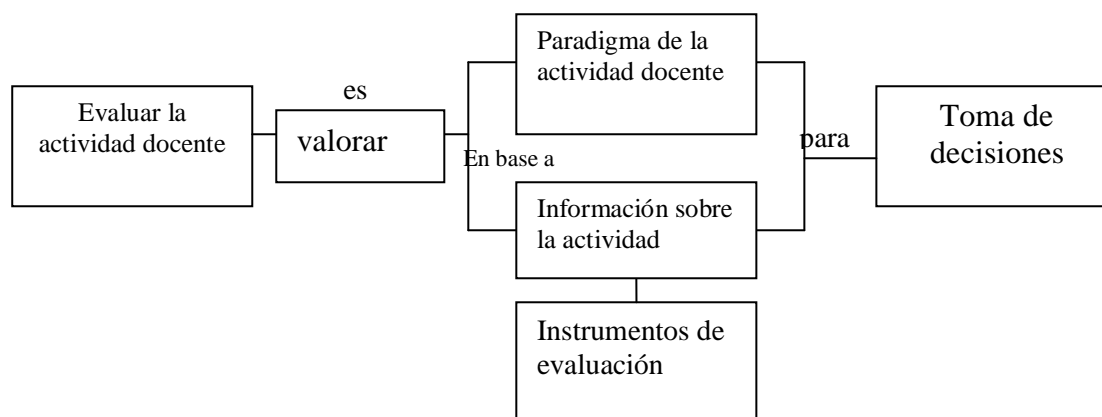 Evaluar la
actividad docente
es
valorar
En base a
Paradigma de la
actividad docente
Información sobre
la actividad
Instrumentos de
evaluación
para
Toma de
decisiones